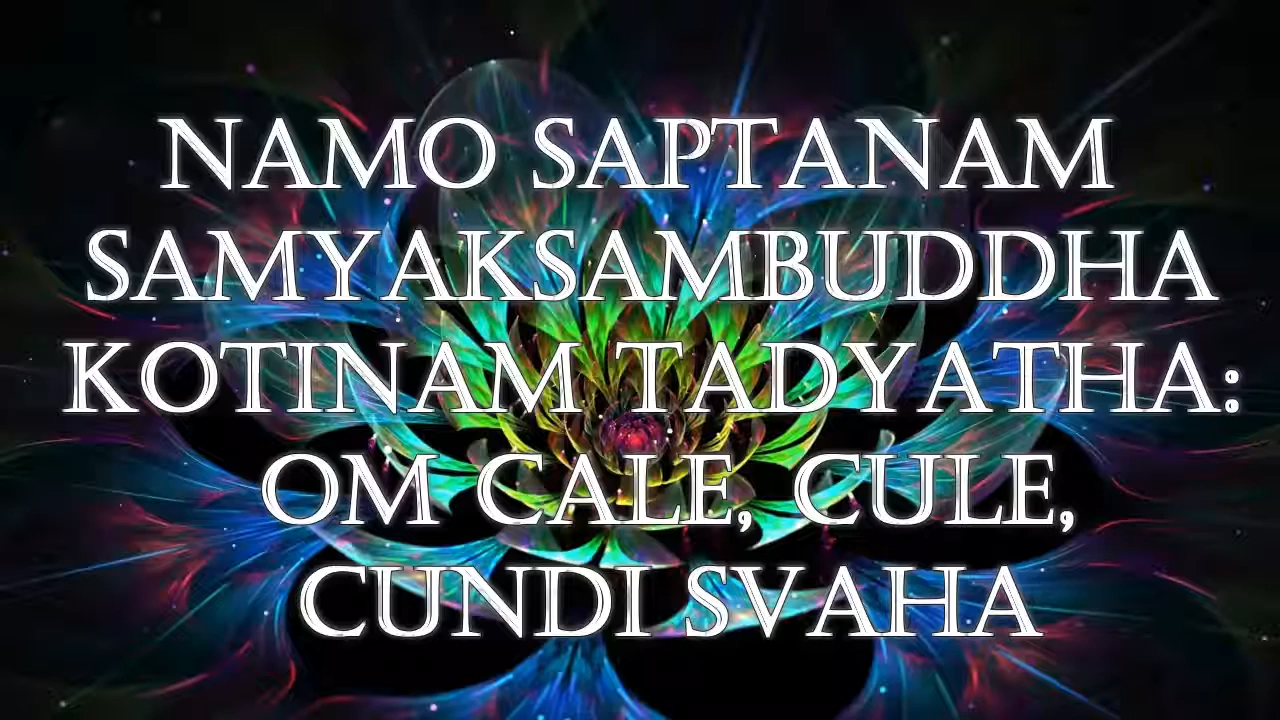 NAMO SAPTANAM
SAMYAKSAMBUDDHA
KOTINAM TADYATHA:
OM CALE, CULE,
CUNDI SVAHA